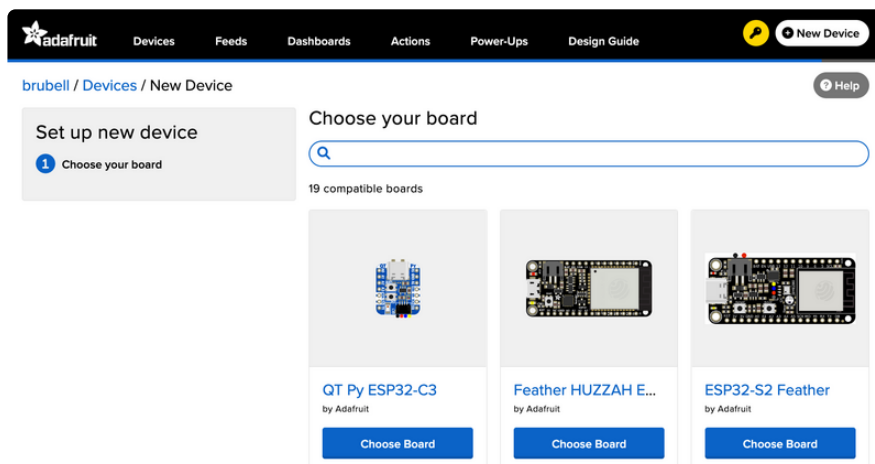 adafruit Devices Feeds Dashboards Actions Power-Ups Design Guide New Device
brubell / Devices / New Device Help
Set up new device
1 Choose your board
Choose your board
19 compatible boards
QT Py ESP32-C3 Feather HUZZAH E... ESP32-S2 Feather
by Adafruit by Adafruit by Adafruit
Choose Board Choose Board Choose Board